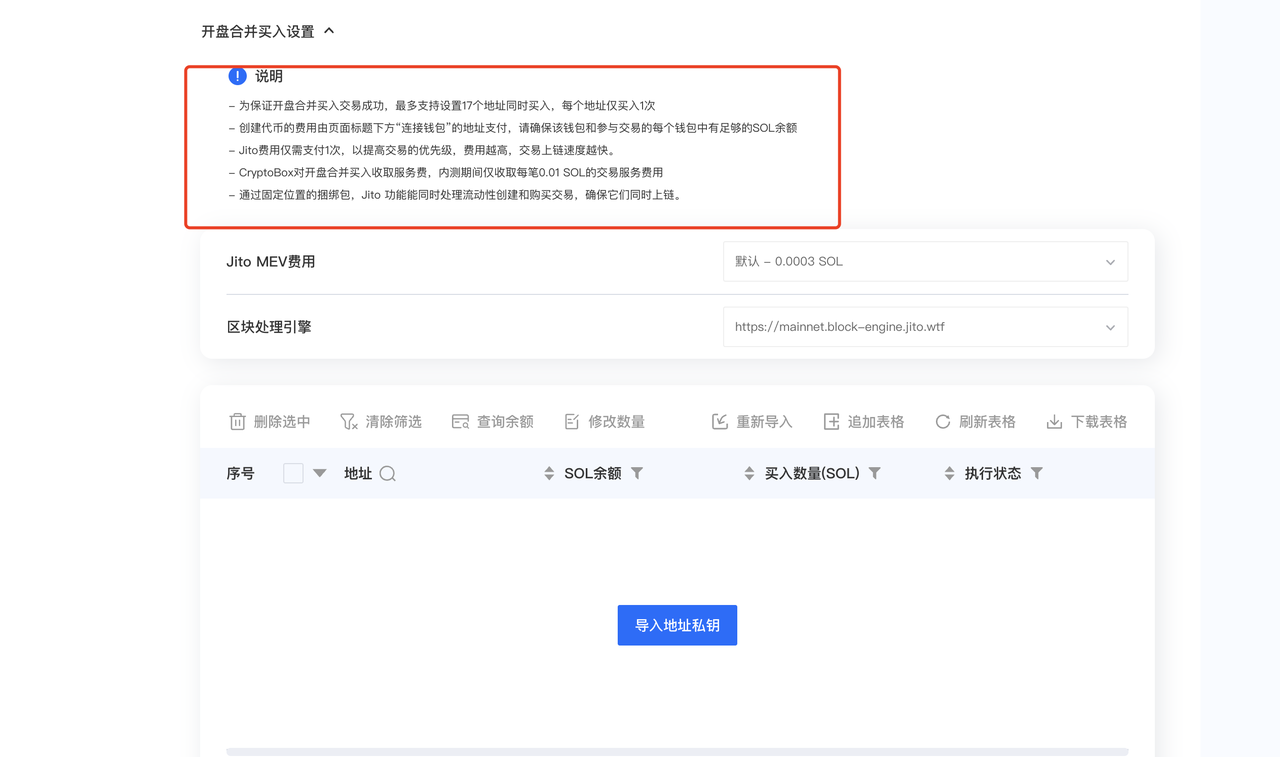 开盘合并买入设置
说明
– 为保证开盘合并买入交易成功，最多支持设置17个地址同时买入，每个地址仅买入1次
– 创建代币的费用由页面标题下方“连接钱包”的地址支付，请确保该钱包和参与交易的每个钱包中有足够的SOL余额
– Jito费用仅需支付1次，以提高交易的优先级，费用越高，交易上链速度越快。
– CryptoBox对开盘合并买入收取服务费，内测期间仅收取每笔0.01 SOL的交易服务费用
– 通过固定位置的捆绑包，Jito 功能能同时处理流动性创建和购买交易，确保它们同时上链。
Jito MEV费用 默认 – 0.0003 SOL
区块处理引擎 https://mainnet.block-engine.jito.wtf
删除选中 清除筛选 查询余额 修改数量 重新导入 追加表格 刷新表格 下载表格
序号 地址 SOL余额 买入数量(SOL) 执行状态
导入地址私钥